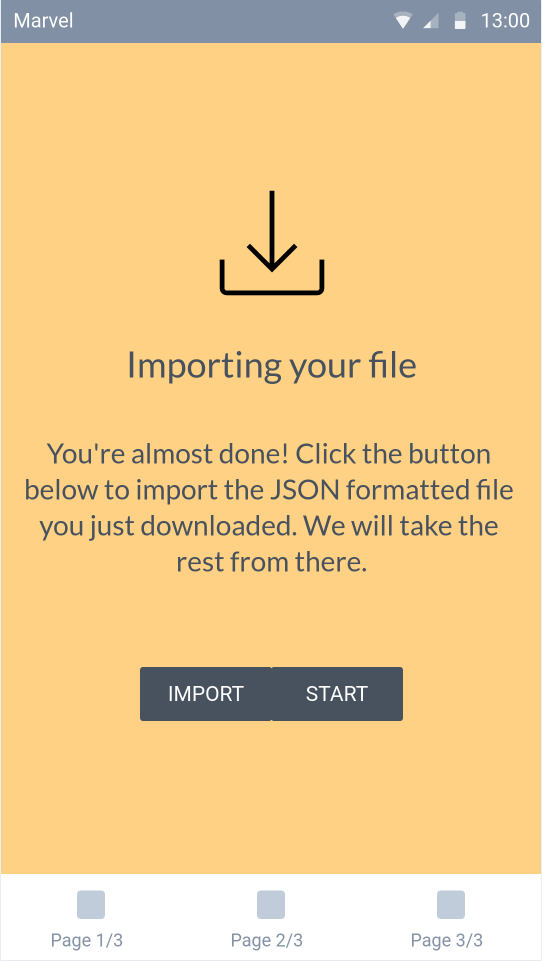 Marvel 13:00
Importing your file
You're almost done! Click the button
below to import the JSON formatted file
you just downloaded. We will take the
rest from there.
IMPORT START
Page 1/3 Page 2/3 Page 3/3